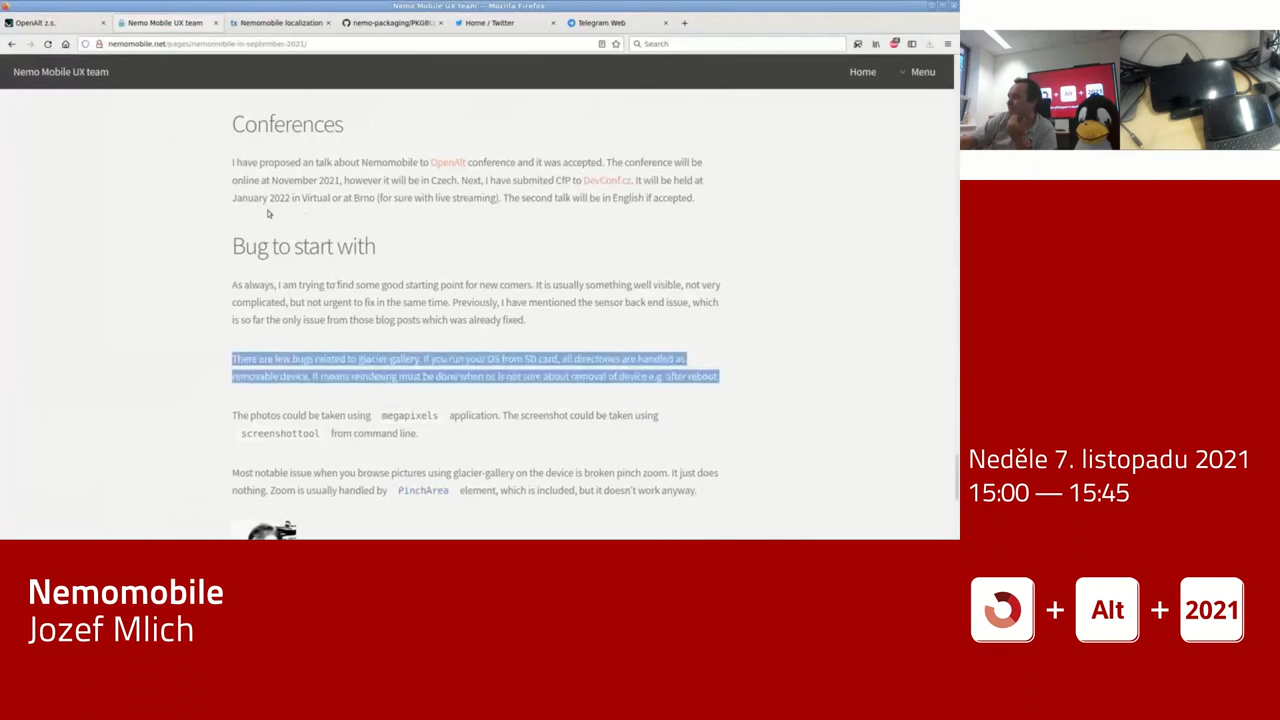 Nemo Mobile UX team — Mozilla Firefox
OpenAlt z.s.
Nemo Mobile UX team
Nemomobile localization
nemo-packaging/PKGBU
Home / Twitter
Telegram Web
nemomobile.net/pages/nemomobile-in-september-2021/
Search
Nemo Mobile UX team
Home
Menu
Conferences
I have proposed an talk about Nemomobile to OpenAlt conference and it was accepted. The conference will be
online at November 2021, however it will be in Czech. Next, I have submited CfP to DevConf.cz. It will be held at
January 2022 in Virtual or at Brno (for sure with live streaming). The second talk will be in English if accepted.
Bug to start with
As always, I am trying to find some good starting point for new comers. It is usually something well visible, not very
complicated, but not urgent to fix in the same time. Previously, I have mentioned the sensor back end issue, which
is so far the only issue from those blog posts which was already fixed.
There are few bugs related to glacier-gallery. If you run your OS from SD card, all directories are handled as
removable device. It means reindexing must be done when os is not sure about removal of device e.g. after reboot.
The photos could be taken using megapixels application. The screenshot could be taken using
screenshottool from command line.
Most notable issue when you browse pictures using glacier-gallery on the device is broken pinch zoom. It just does
nothing. Zoom is usually handled by PinchArea element, which is included, but it doesn't work anyway.
+ Alt + 2021
Neděle 7. listopadu 2021
15:00 — 15:45
Nemomobile
Jozef Mlich
+ Alt + 2021